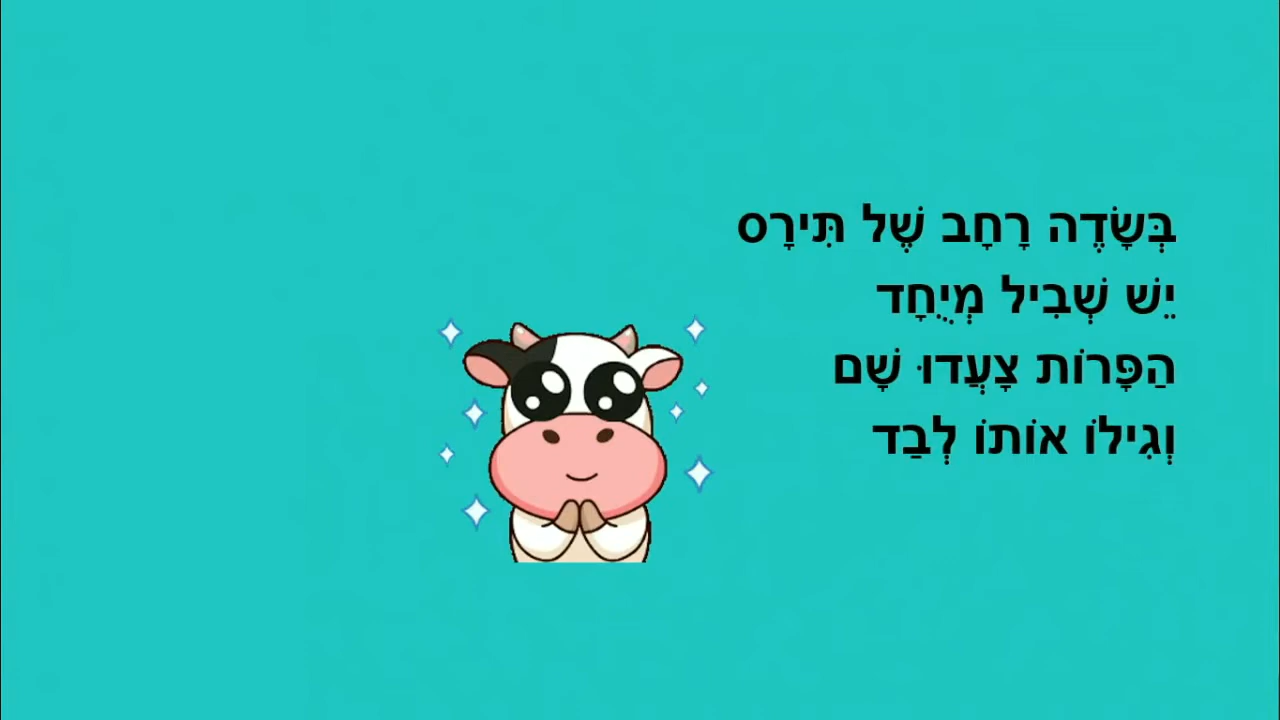 בְּשָׂדֶה רָחָב שֶׁל תִּירָס
יֵשׁ שְׁבִיל מְיֻחָד
הַפָּרוֹת צָעֲדוּ שָׁם
וְגִילוֹ אוֹתוֹ לְבַד